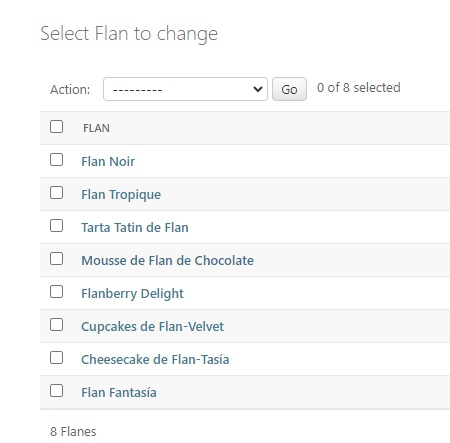 Select Flan to change
Action: --------- Go 0 of 8 selected
FLAN
Flan Noir
Flan Tropique
Tarta Tatin de Flan
Mousse de Flan de Chocolate
Flanberry Delight
Cupcakes de Flan-Velvet
Cheesecake de Flan-Tasía
Flan Fantasía
8 Flanes